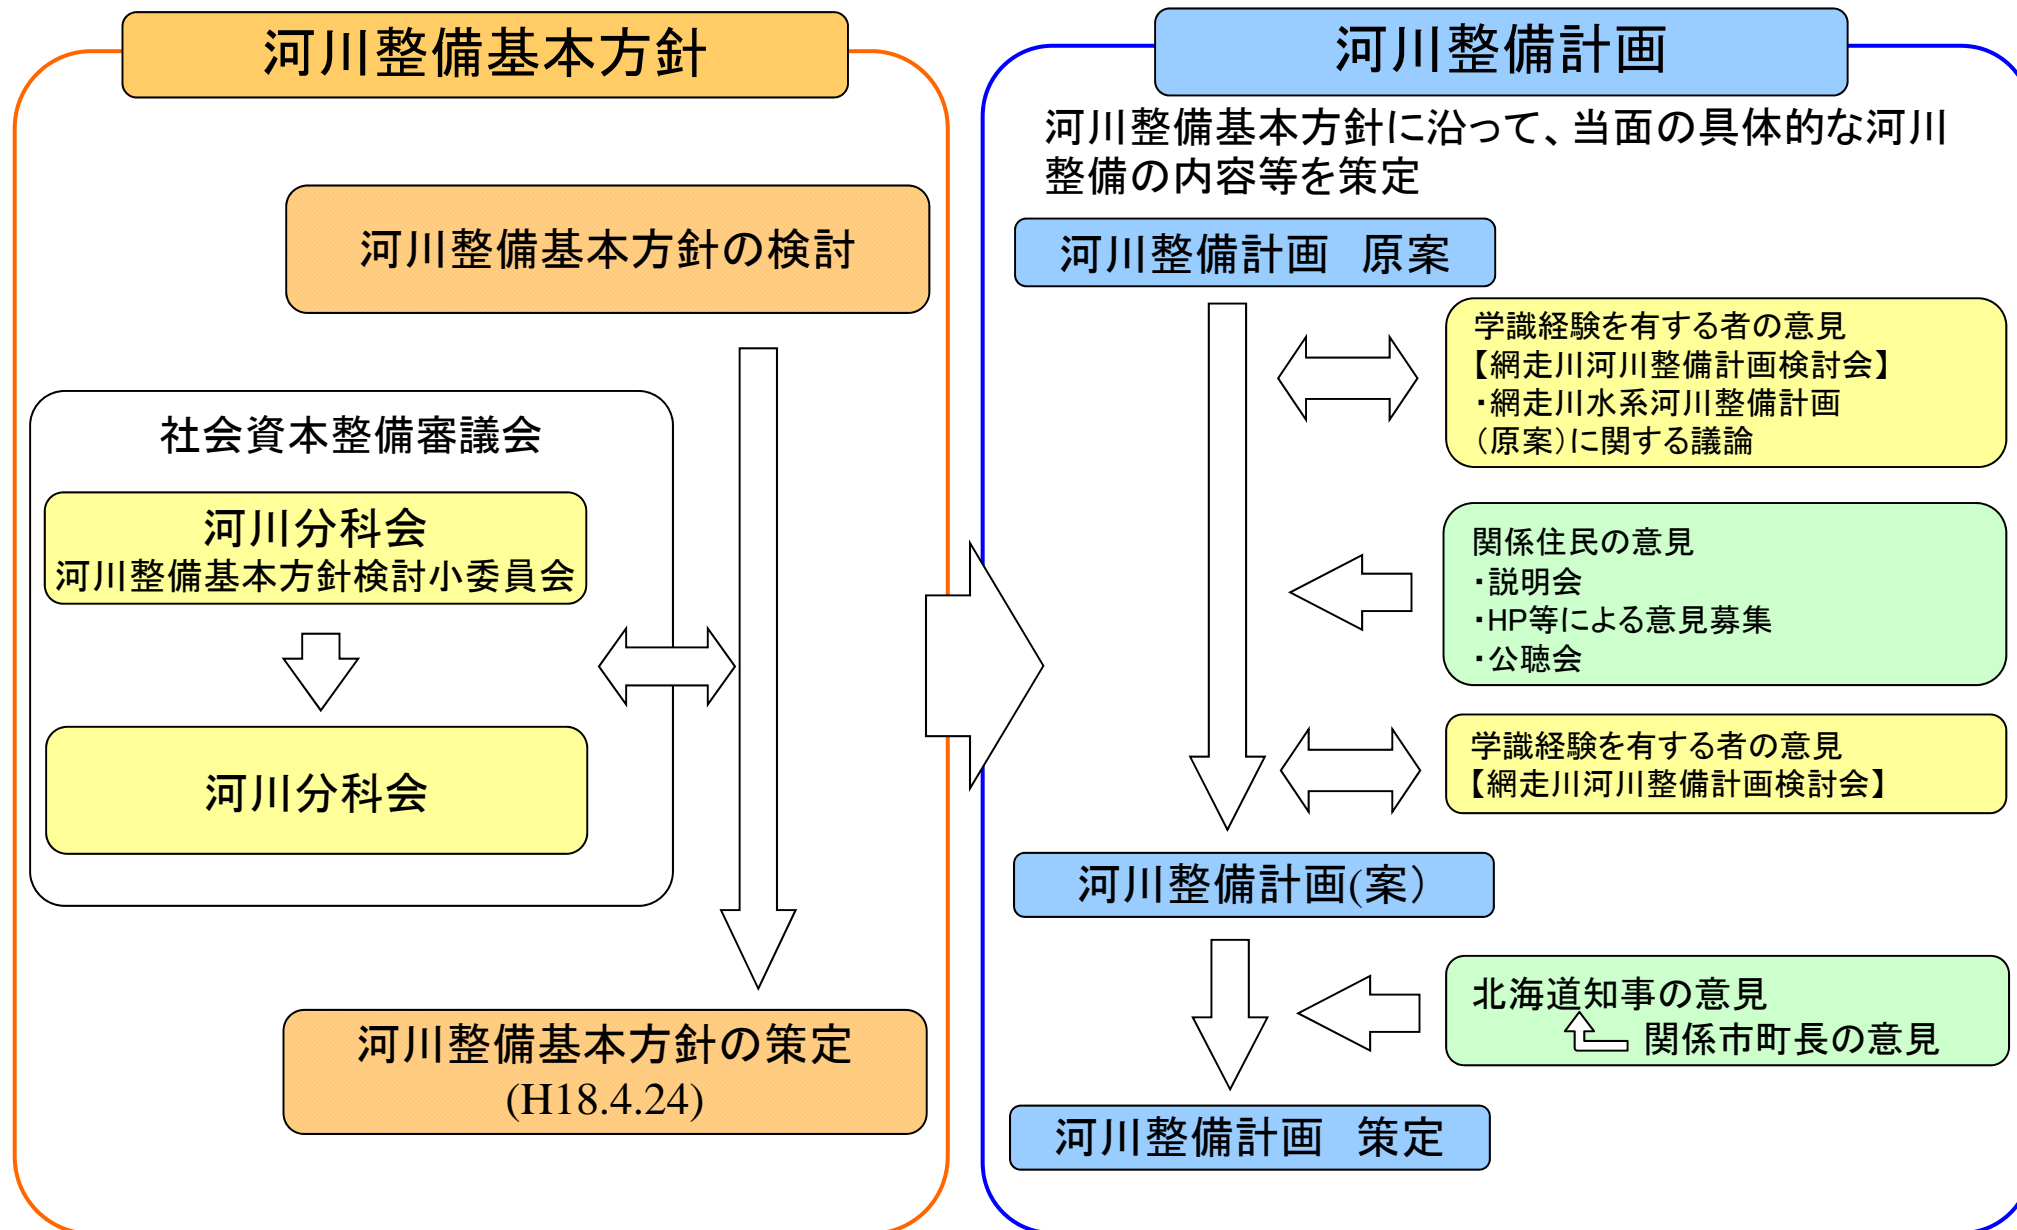 河川整備基本方針
河川整備基本方針の検討
社会資本整備審議会
河川分科会
河川整備基本方針検討小委員会
河川分科会
河川整備基本方針の策定
(H18.4.24)
河川整備計画
河川整備基本方針に沿って、当面の具体的な河川
整備の内容等を策定
河川整備計画　原案
学識経験を有する者の意見
【網走川河川整備計画検討会】
・網走川水系河川整備計画
（原案）に関する議論
関係住民の意見
・説明会
・HP等による意見募集
・公聴会
学識経験を有する者の意見
【網走川河川整備計画検討会】
河川整備計画(案）
北海道知事の意見
関係市町長の意見
河川整備計画　策定